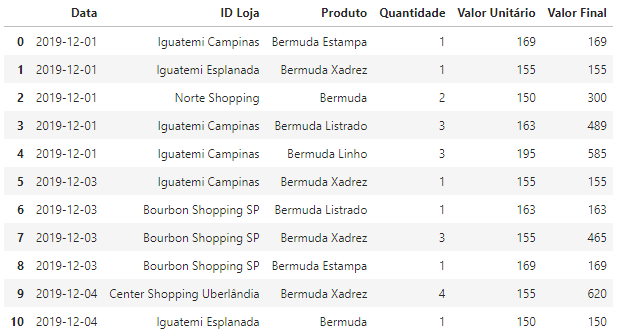 Data ID Loja Produto Quantidade Valor Unitário Valor Final
0 2019-12-01 Iguatemi Campinas Bermuda Estampa 1 169 169
1 2019-12-01 Iguatemi Esplanada Bermuda Xadrez 1 155 155
2 2019-12-01 Norte Shopping Bermuda 2 150 300
3 2019-12-01 Iguatemi Campinas Bermuda Listrado 3 163 489
4 2019-12-01 Iguatemi Campinas Bermuda Linho 3 195 585
5 2019-12-03 Iguatemi Campinas Bermuda Xadrez 1 155 155
6 2019-12-03 Bourbon Shopping SP Bermuda Listrado 1 163 163
7 2019-12-03 Bourbon Shopping SP Bermuda Xadrez 3 155 465
8 2019-12-03 Bourbon Shopping SP Bermuda Estampa 1 169 169
9 2019-12-04 Center Shopping Uberlândia Bermuda Xadrez 4 155 620
10 2019-12-04 Iguatemi Esplanada Bermuda 1 150 150